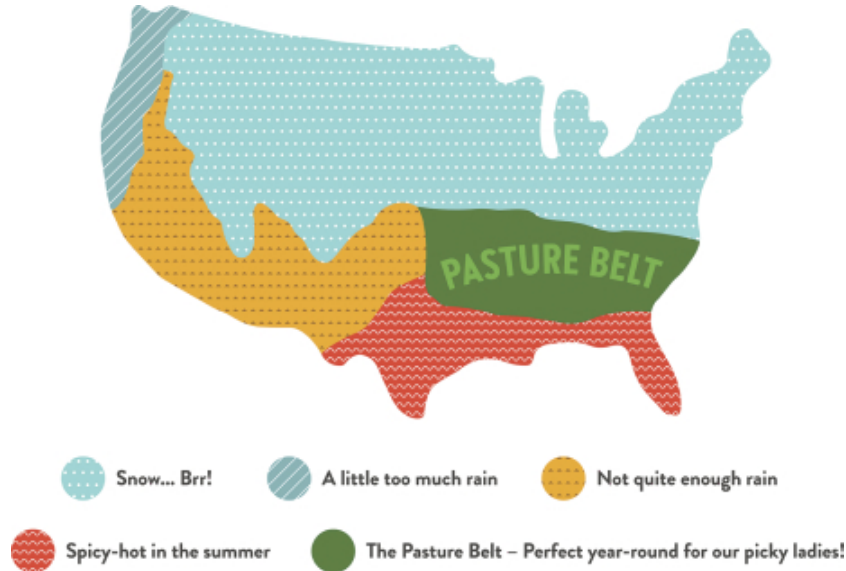 PASTURE BELT
Snow... Brr!
A little too much rain
Not quite enough rain
Spicy-hot in the summer
The Pasture Belt – Perfect year-round for our picky ladies!